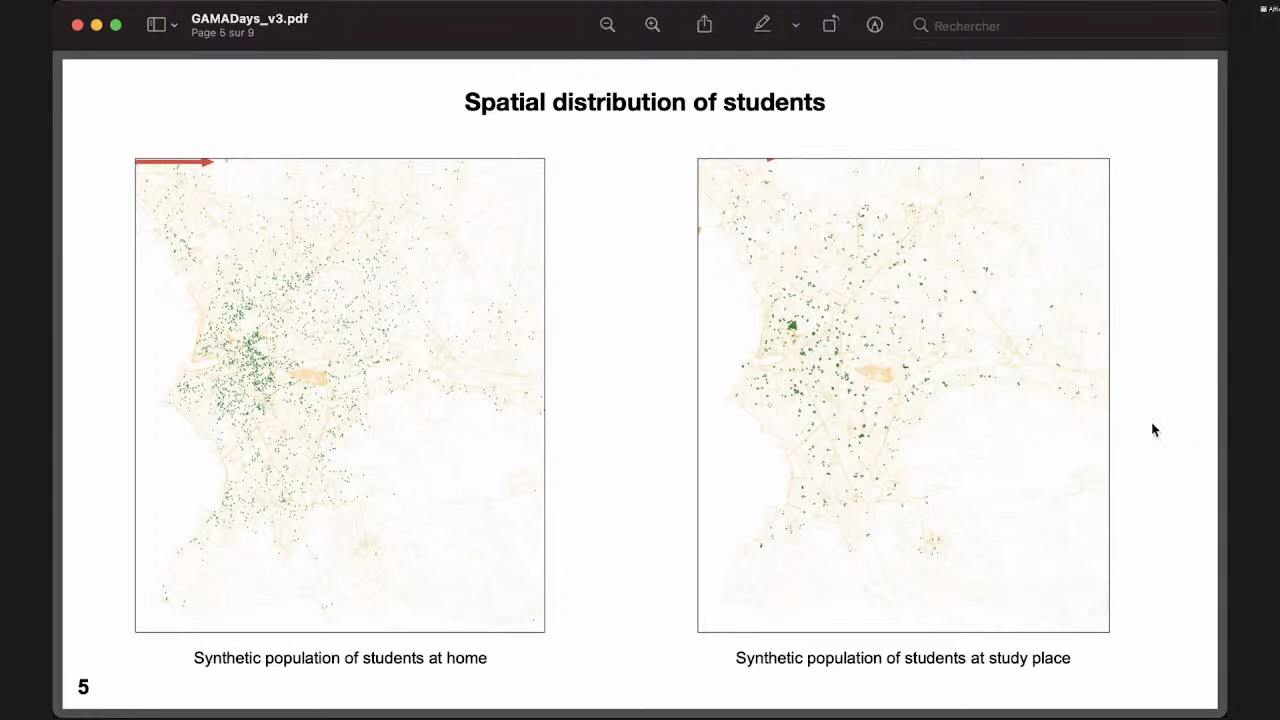 GAMADays_v3.pdf
Page 5 sur 9
Rechercher
Spatial distribution of students
Synthetic population of students at home
Synthetic population of students at study place
5